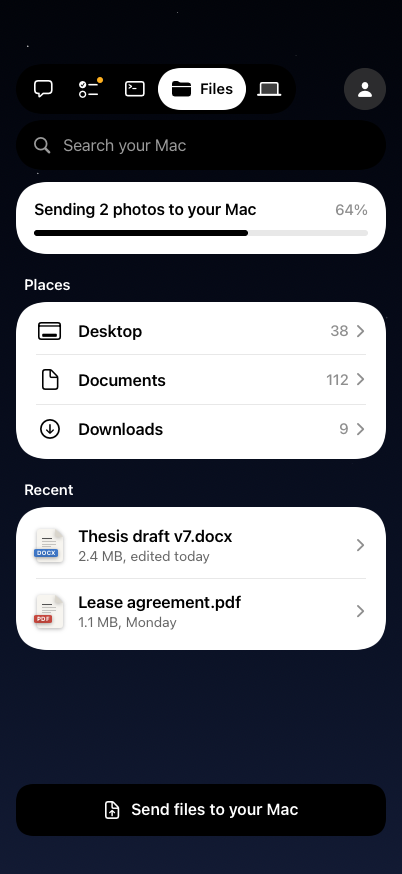 Files
Search your Mac
Sending 2 photos to your Mac 64%
Places
Desktop 38
Documents 112
Downloads 9
Recent
DOCX
Thesis draft v7.docx
2.4 MB, edited today
PDF
Lease agreement.pdf
1.1 MB, Monday
Send files to your Mac